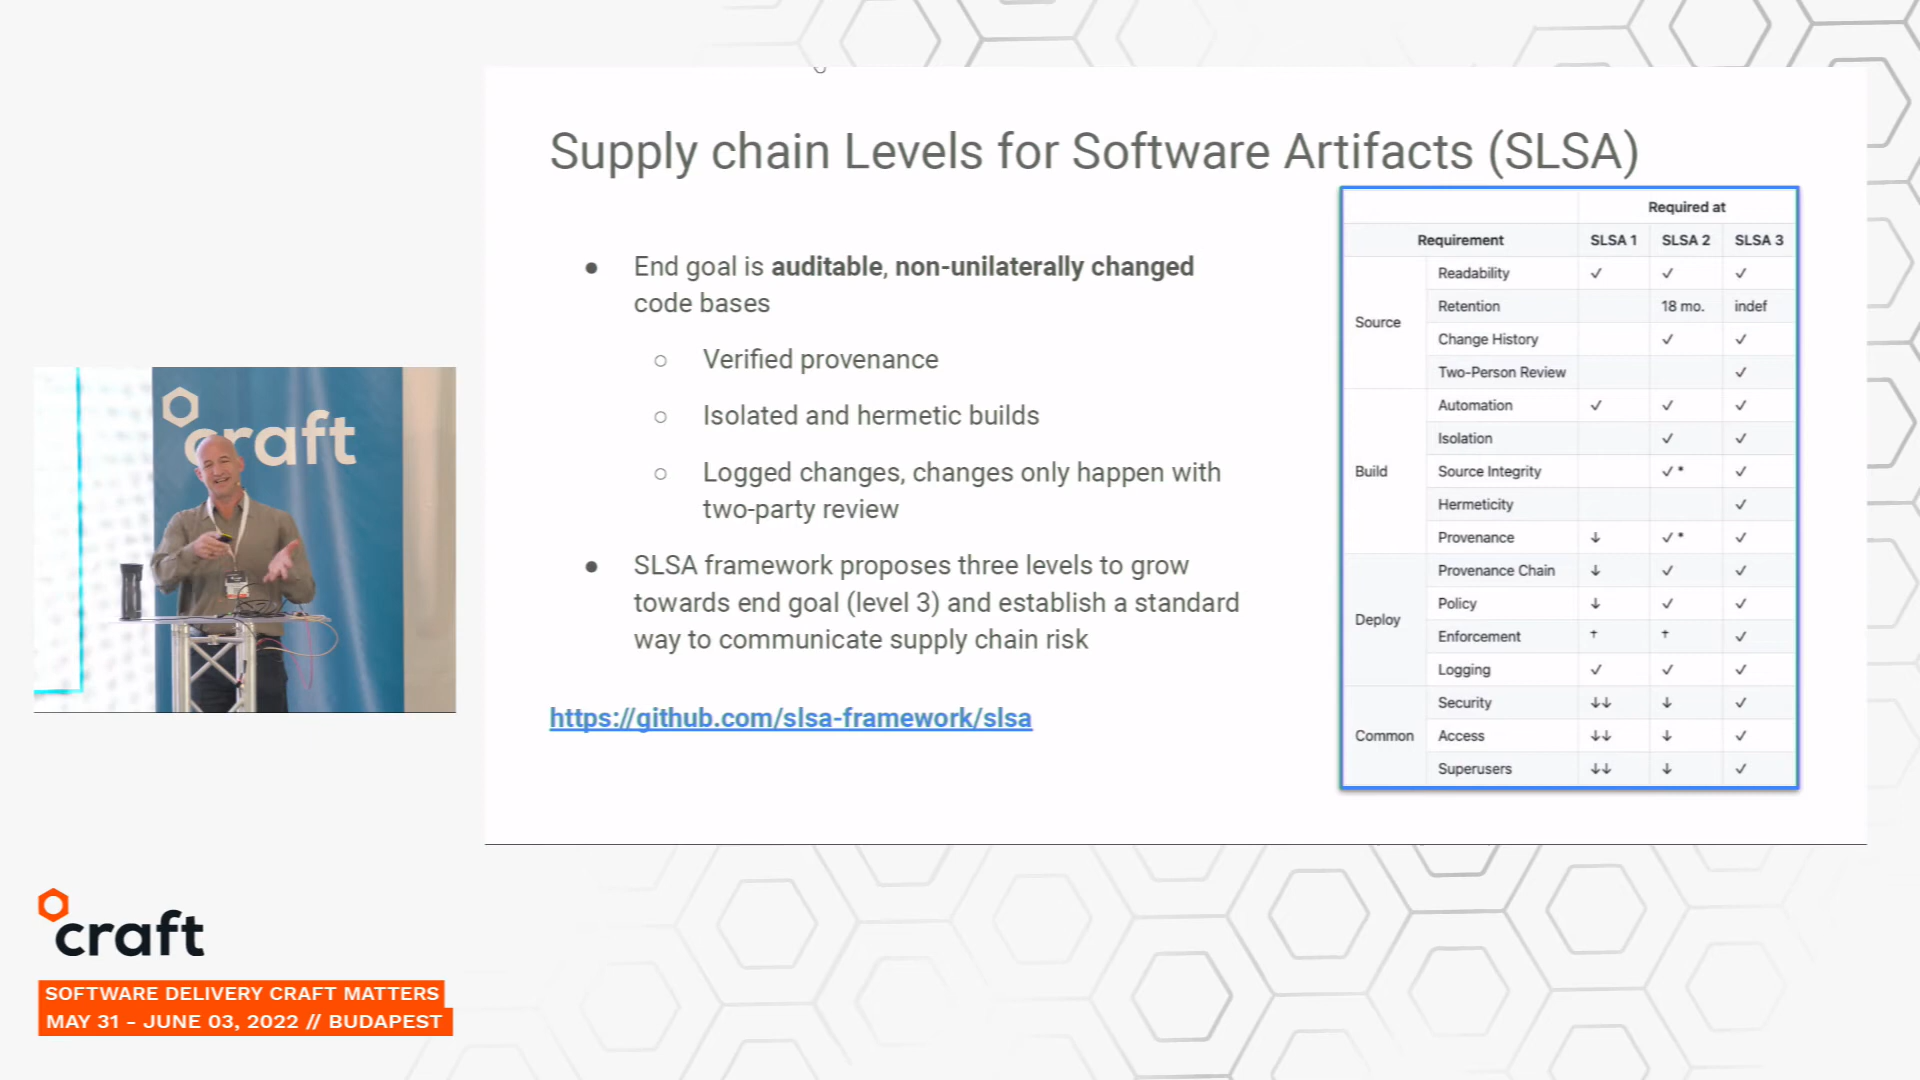 Supply chain Levels for Software Artifacts (SLSA)
● End goal is auditable, non-unilaterally changed
code bases
○ Verified provenance
○ Isolated and hermetic builds
○ Logged changes, changes only happen with
two-party review
● SLSA framework proposes three levels to grow
towards end goal (level 3) and establish a standard
way to communicate supply chain risk
https://github.com/slsa-framework/slsa
Required at
Requirement SLSA 1 SLSA 2 SLSA 3
Source
Readability ✓ ✓ ✓
Retention 18 mo. indef
Change History ✓ ✓
Two-Person Review ✓
Build
Automation ✓ ✓ ✓
Isolation ✓ ✓
Source Integrity ✓ * ✓
Hermeticity ✓
Provenance ↓ ✓ * ✓
Deploy
Provenance Chain ↓ ✓ ✓
Policy ↓ ✓ ✓
Enforcement † † ✓
Logging ✓ ✓ ✓
Common
Security ↓↓ ↓ ✓
Access ↓↓ ↓ ✓
Superusers ↓↓ ↓ ✓
craft
craft
SOFTWARE DELIVERY CRAFT MATTERS
MAY 31 - JUNE 03, 2022 // BUDAPEST